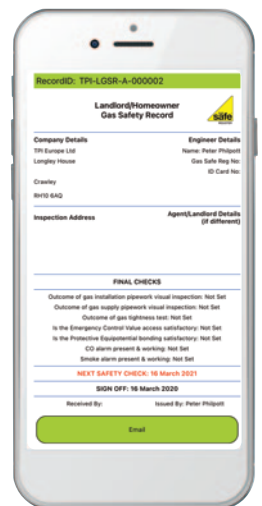 RecordID: TPI-LGSR-A-000002
Landlord/Homeowner
Gas Safety Record
safe
Company Details Engineer Details
TPI Europe Ltd Name: Peter Philpott
Longley House Gas Safe Reg No:
ID Card No:
Crawley
RH10 6AQ
Inspection Address Agent/Landlord Details
(if different)
FINAL CHECKS
Outcome of gas installation pipework visual inspection: Not Set
Outcome of gas supply pipework visual inspection: Not Set
Outcome of gas tightness test: Not Set
Is the Emergency Control Value access satisfactory: Not Set
Is the Protective Equipotential bonding satisfactory: Not Set
CO alarm present & working: Not Set
Smoke alarm present & working: Not Set
NEXT SAFETY CHECK: 16 March 2021
SIGN OFF: 16 March 2020
Received By: Issued By: Peter Philpott
Email